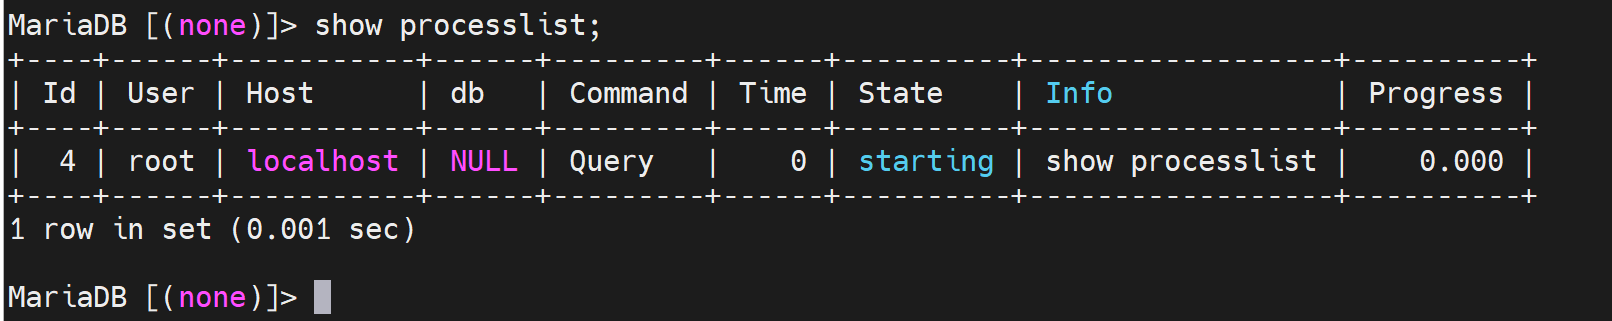 MariaDB [(none)]> show processlist;
+----+------+-----------+------+---------+------+----------+------------------+----------+
| Id | User | Host      | db   | Command | Time | State    | Info             | Progress |
+----+------+-----------+------+---------+------+----------+------------------+----------+
|  4 | root | localhost | NULL | Query   |    0 | starting | show processlist |    0.000 |
+----+------+-----------+------+---------+------+----------+------------------+----------+
1 row in set (0.001 sec)

MariaDB [(none)]>